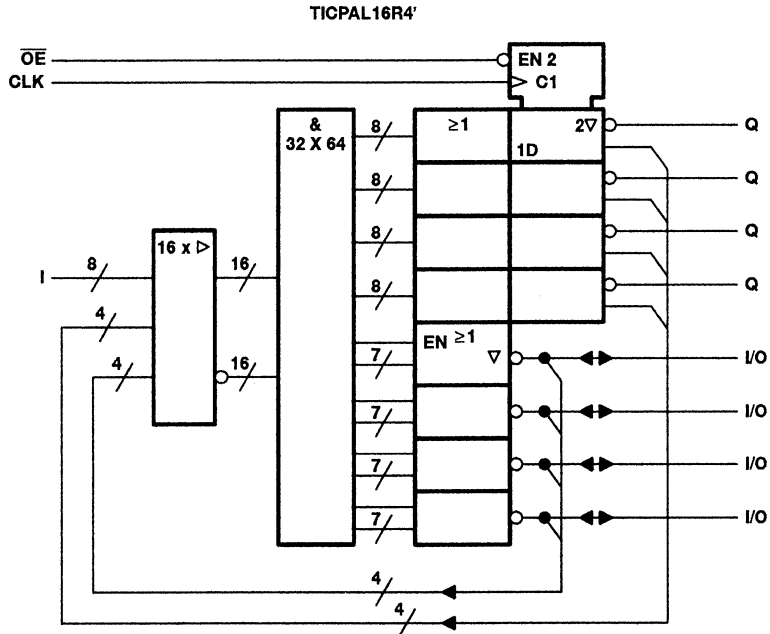 TICPAL16R4'
OE
EN 2
CLK
C1
&
32 X 64
8
≥1
2▽
Q
1D
8
Q
8
Q
16 x ▷
I
8
16
8
Q
4
EN ≥1
▽
7
I/O
4
16
7
I/O
7
I/O
7
I/O
4
4